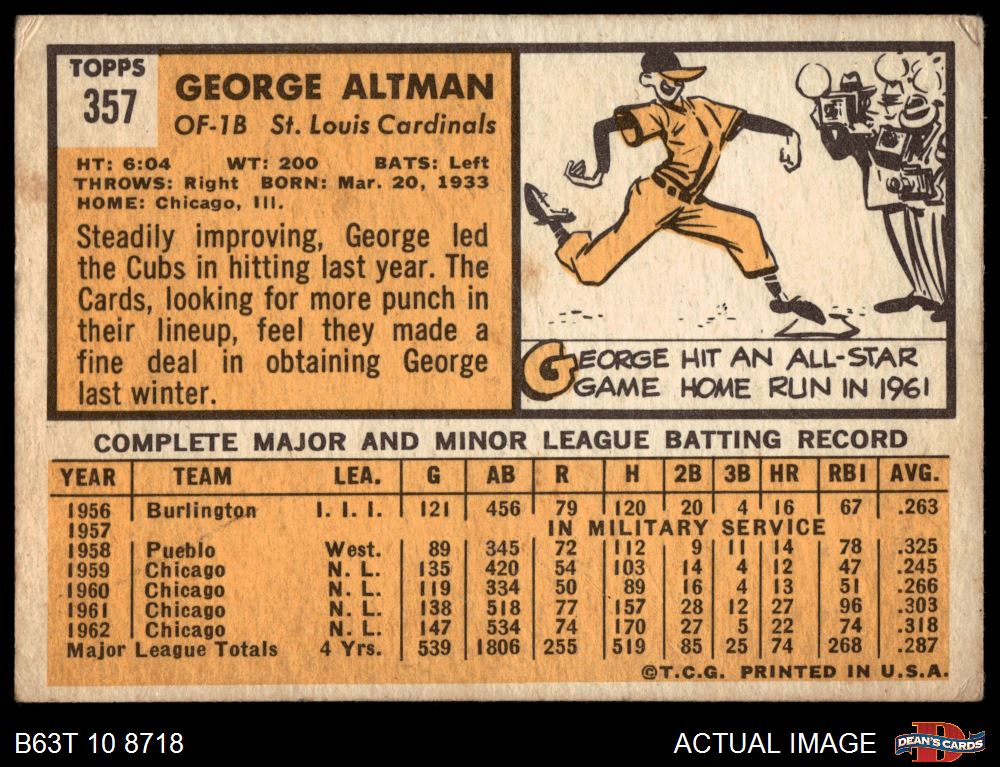 TOPPS
357
GEORGE ALTMAN
OF-1B St. Louis Cardinals
HT: 6:04 WT: 200 BATS: Left
THROWS: Right BORN: Mar. 20, 1933
HOME: Chicago, Ill.
Steadily improving, George led
the Cubs in hitting last year. The
Cards, looking for more punch in
their lineup, feel they made a
fine deal in obtaining George
last winter.
GEORGE HIT AN ALL-STAR
GAME HOME RUN IN 1961
COMPLETE MAJOR AND MINOR LEAGUE BATTING RECORD
YEAR TEAM LEA. G AB R H 2B 3B HR RBI AVG.
1956 Burlington I. I. I. 121 456 79 120 20 4 16 67 .263
1957 IN MILITARY SERVICE
1958 Pueblo West. 89 345 72 112 9 11 14 78 .325
1959 Chicago N. L. 135 420 54 103 14 4 12 47 .245
1960 Chicago N. L. 119 334 50 89 16 4 13 51 .266
1961 Chicago N. L. 138 518 77 157 28 12 27 96 .303
1962 Chicago N. L. 147 534 74 170 27 5 22 74 .318
Major League Totals 4 Yrs. 539 1806 255 519 85 25 74 268 .287
©T.C.G. PRINTED IN U.S.A.
B63T 10 8718
ACTUAL IMAGE
DEAN'S CARDS